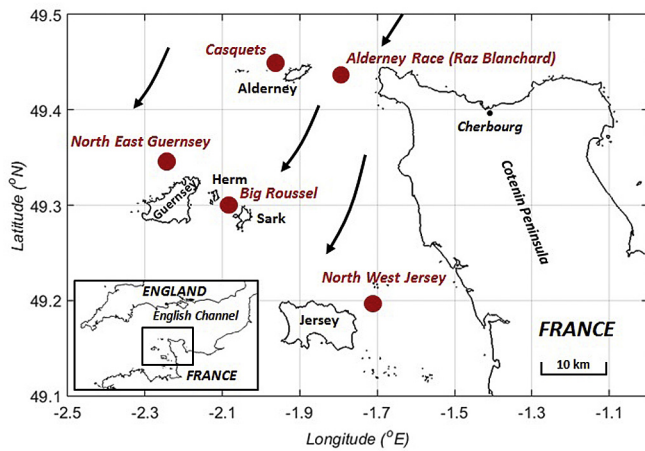 49.5
49.4
49.3
49.2
49.1
Latitude (°N)
Casquets
Alderney Race (Raz Blanchard)
Alderney
Cherbourg
North East Guernsey
Herm
Guernsey
Big Roussel
Sark
Cotenin Peninsula
North West Jersey
Jersey
FRANCE
10 km
ENGLAND
English Channel
FRANCE
-2.5 -2.3 -2.1 -1.9 -1.7 -1.5 -1.3 -1.1
Longitude (°E)